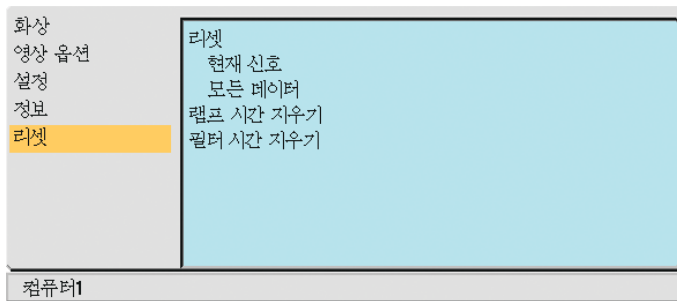 화상
영상 옵션
설정
정보
리셋
리셋
현재 신호
모든 데이터
램프 시간 지우기
필터 시간 지우기
컴퓨터1